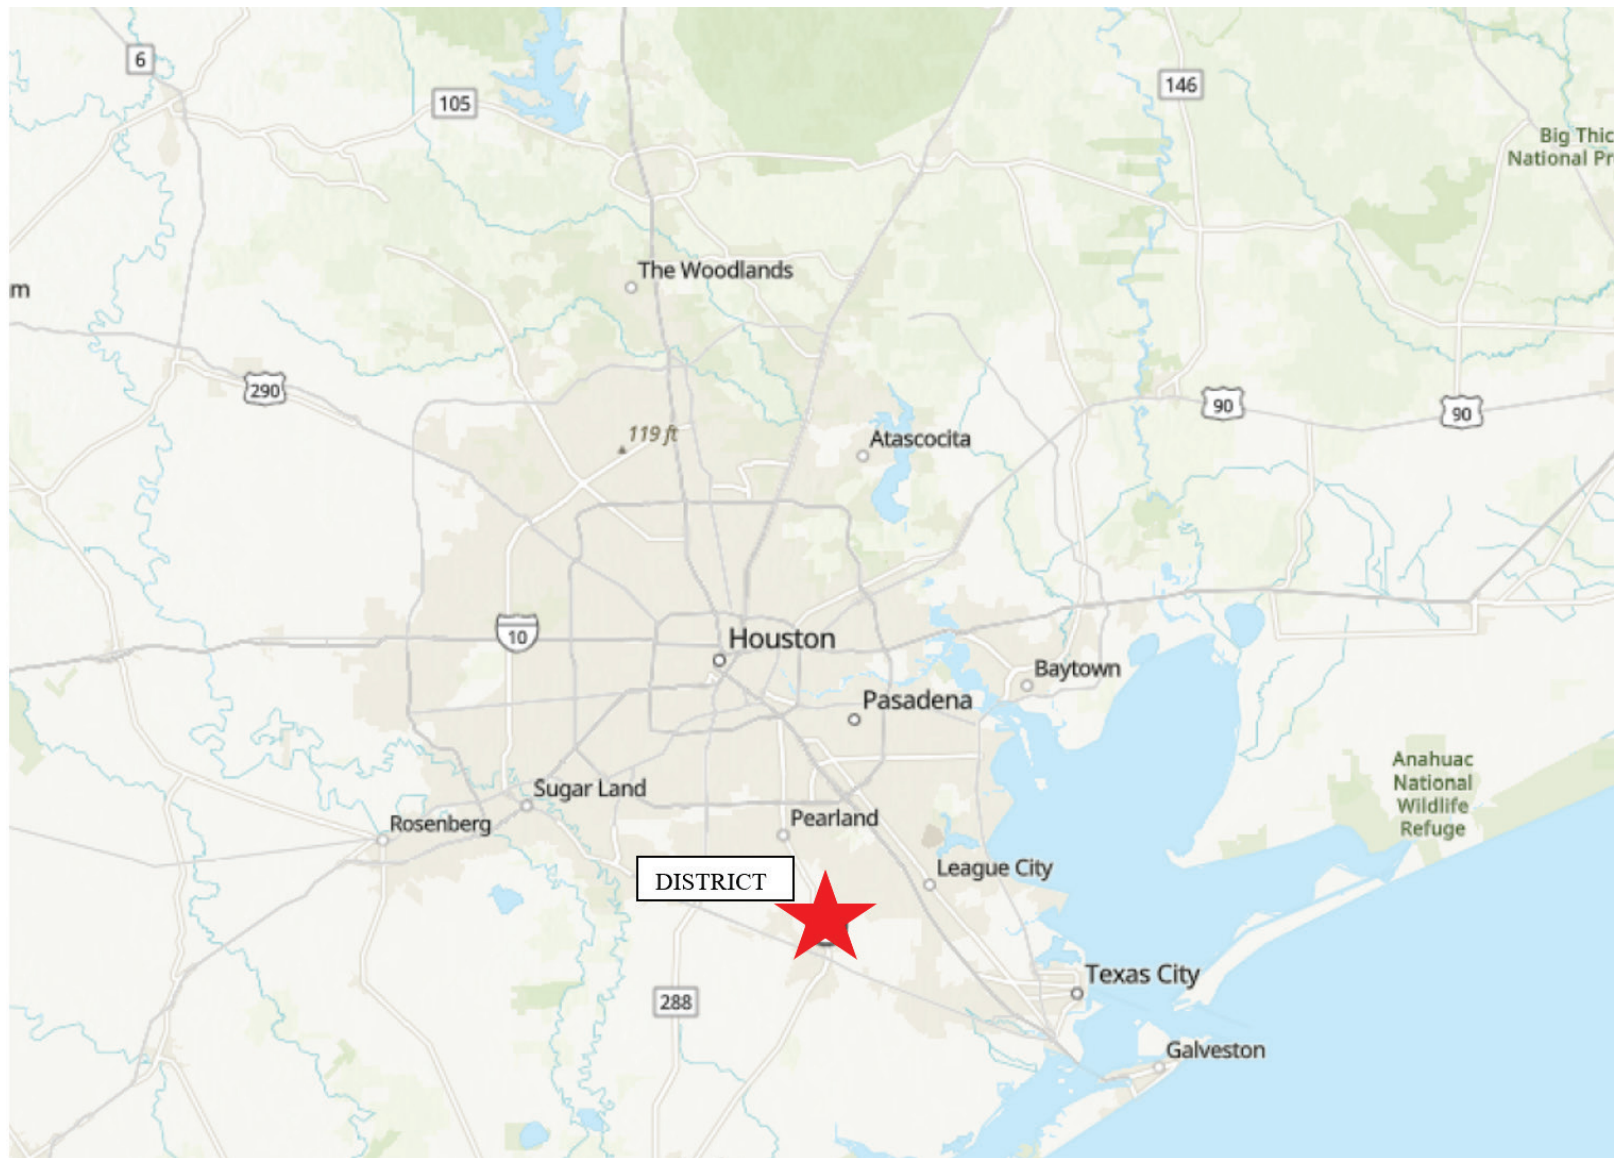 6
105
146
Big Thic
National Pr
The Woodlands
m
290
90
90
119 ft
Atascocita
10
Houston
Baytown
Pasadena
Anahuac
National
Wildlife
Refuge
Sugar Land
Rosenberg
Pearland
League City
DISTRICT
Texas City
288
Galveston